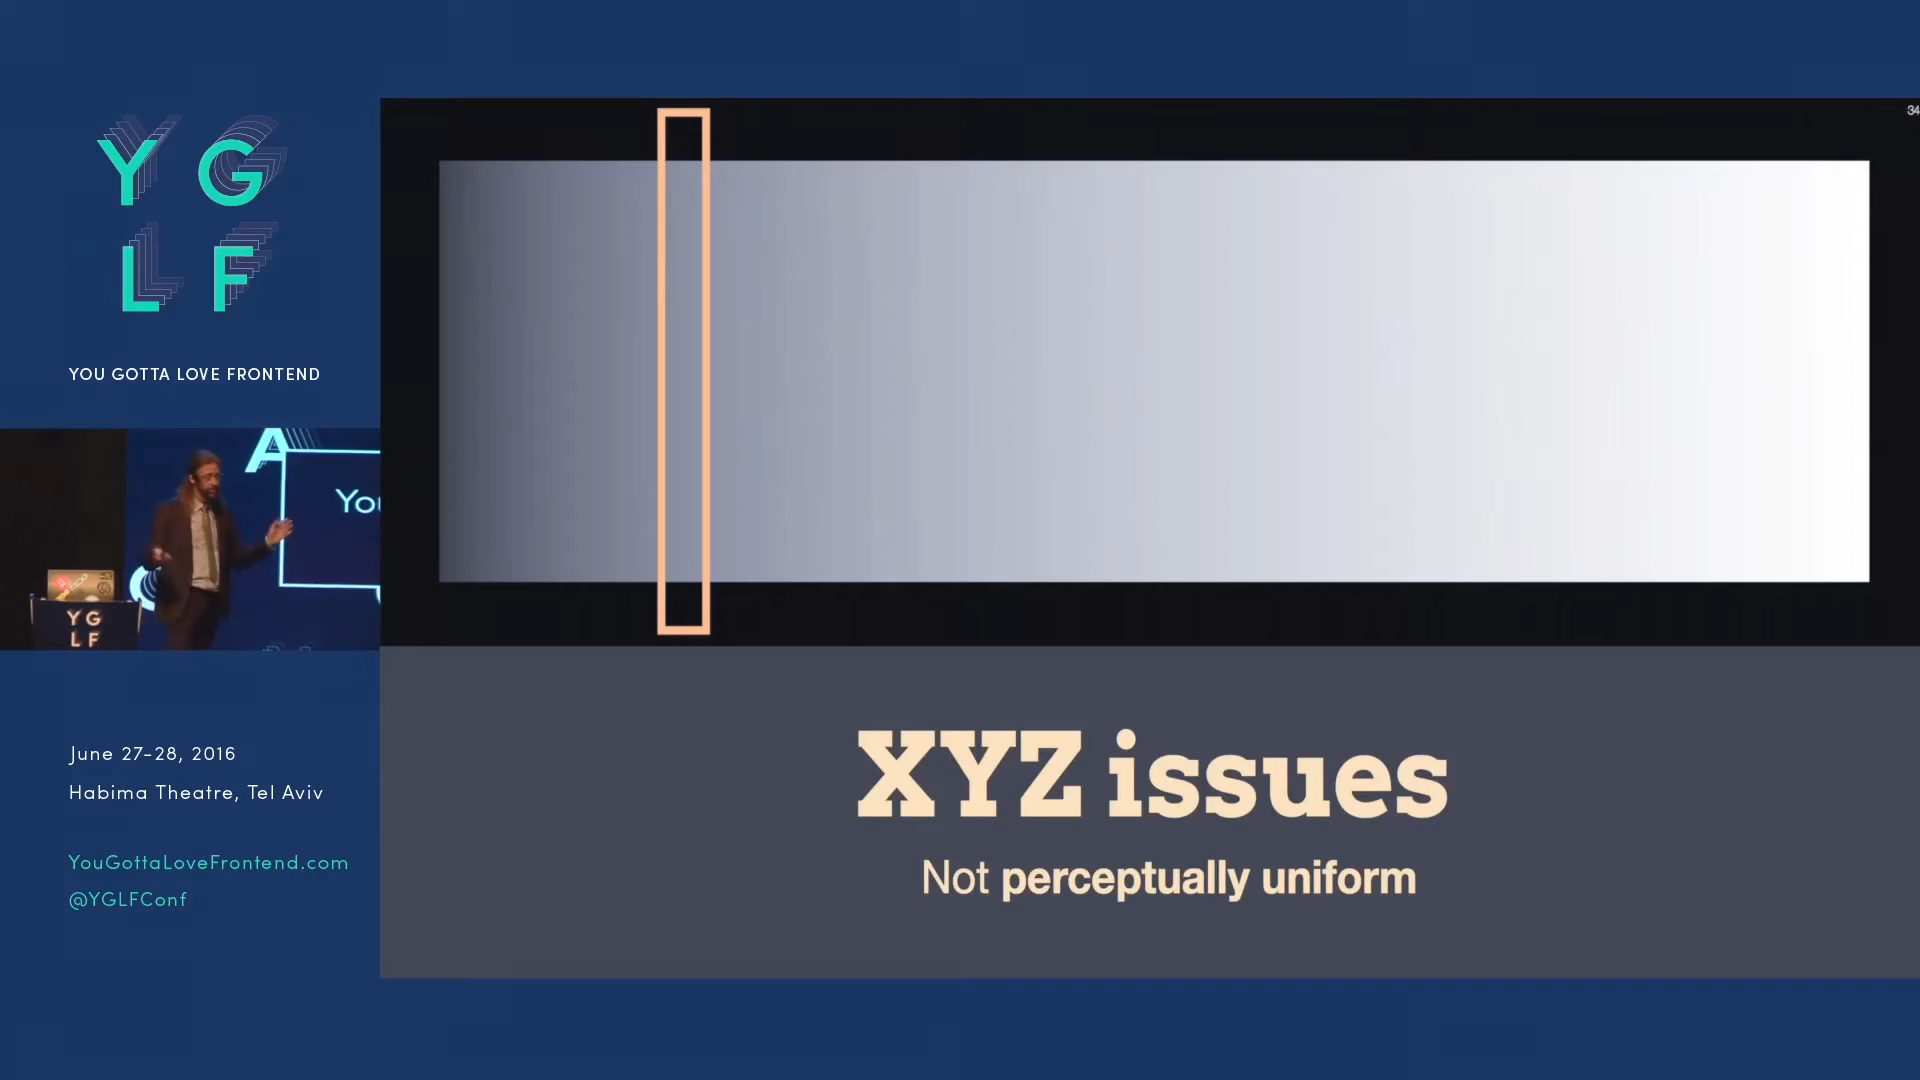 Y G
L F
YOU GOTTA LOVE FRONTEND
A
You
Y G
L F
June 27-28, 2016
Habima Theatre, Tel Aviv
YouGottaLoveFrontend.com
@YGLFConf
34
XYZ issues
Not perceptually uniform